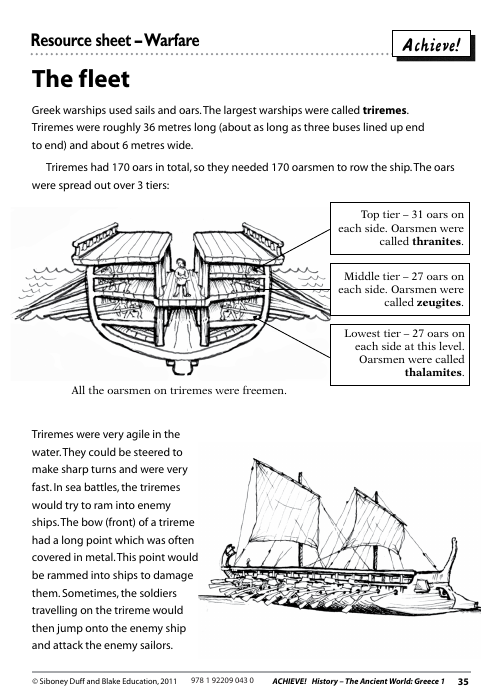 Resource sheet – Warfare
Achieve!
The fleet
Greek warships used sails and oars. The largest warships were called triremes.
Triremes were roughly 36 metres long (about as long as three buses lined up end
to end) and about 6 metres wide.
Triremes had 170 oars in total, so they needed 170 oarsmen to row the ship. The oars
were spread out over 3 tiers:
Top tier – 31 oars on
each side. Oarsmen were
called thranites.
Middle tier – 27 oars on
each side. Oarsmen were
called zeugites.
Lowest tier – 27 oars on
each side at this level.
Oarsmen were called
thalamites.
All the oarsmen on triremes were freemen.
Triremes were very agile in the
water. They could be steered to
make sharp turns and were very
fast. In sea battles, the triremes
would try to ram into enemy
ships. The bow (front) of a trireme
had a long point which was often
covered in metal. This point would
be rammed into ships to damage
them. Sometimes, the soldiers
travelling on the trireme would
then jump onto the enemy ship
and attack the enemy sailors.
© Siboney Duff and Blake Education, 2011 978 1 92209 043 0 ACHIEVE! History – The Ancient World: Greece 1 35